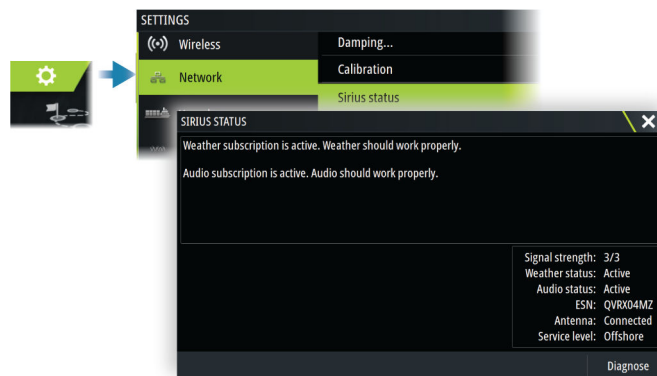 SETTINGS
Wireless
Damping...
Network
Calibration
Sirius status
SIRIUS STATUS
Weather subscription is active. Weather should work properly.
Audio subscription is active. Audio should work properly.
Signal strength: 3/3
Weather status: Active
Audio status: Active
ESN: QVRX04MZ
Antenna: Connected
Service level: Offshore
Diagnose